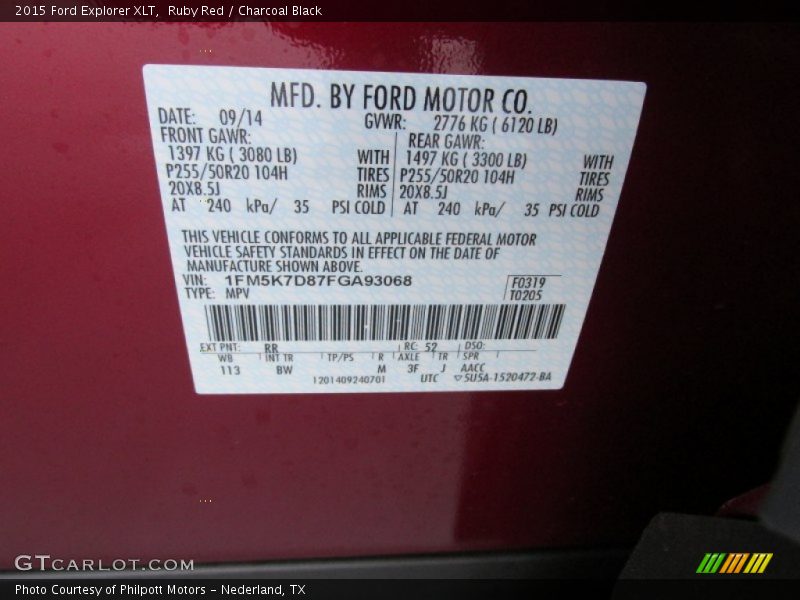 2015 Ford Explorer XLT, Ruby Red / Charcoal Black
MFD. BY FORD MOTOR CO.
DATE: 09/14 GVWR: 2776 KG ( 6120 LB)
FRONT GAWR: REAR GAWR:
1397 KG ( 3080 LB) WITH 1497 KG ( 3300 LB) WITH
P255/50R20 104H TIRES P255/50R20 104H TIRES
20X8.5J RIMS 20X8.5J RIMS
AT 240 kPa/ 35 PSI COLD AT 240 kPa/ 35 PSI COLD
THIS VEHICLE CONFORMS TO ALL APPLICABLE FEDERAL MOTOR
VEHICLE SAFETY STANDARDS IN EFFECT ON THE DATE OF
MANUFACTURE SHOWN ABOVE.
VIN: 1FM5K7D87FGA93068 F0319
TYPE: MPV T0205
EXT PNT: RR RC: 52 DSO:
WB INT TR TP/PS R AXLE TR SPR
113 BW M 3F J AACC
1201409240701 UTC ▽SU5A-1520472-BA
GTCARLOT.COM
Photo Courtesy of Philpott Motors - Nederland, TX